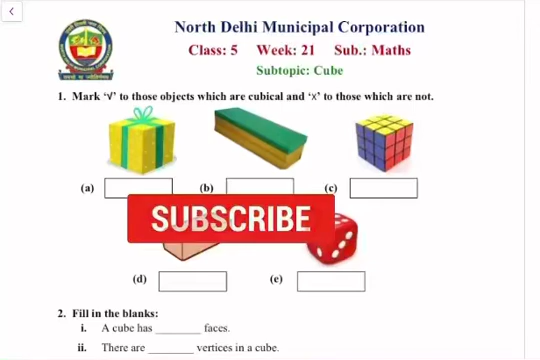 North Delhi Municipal Corporation
Class: 5 Week: 21 Sub.: Maths
Subtopic: Cube
1. Mark ‘√’ to those objects which are cubical and ‘×’ to those which are not.
(a) (b) (c)
SUBSCRIBE
(d) (e)
2. Fill in the blanks:
i. A cube has ________ faces.
ii. There are ________ vertices in a cube.